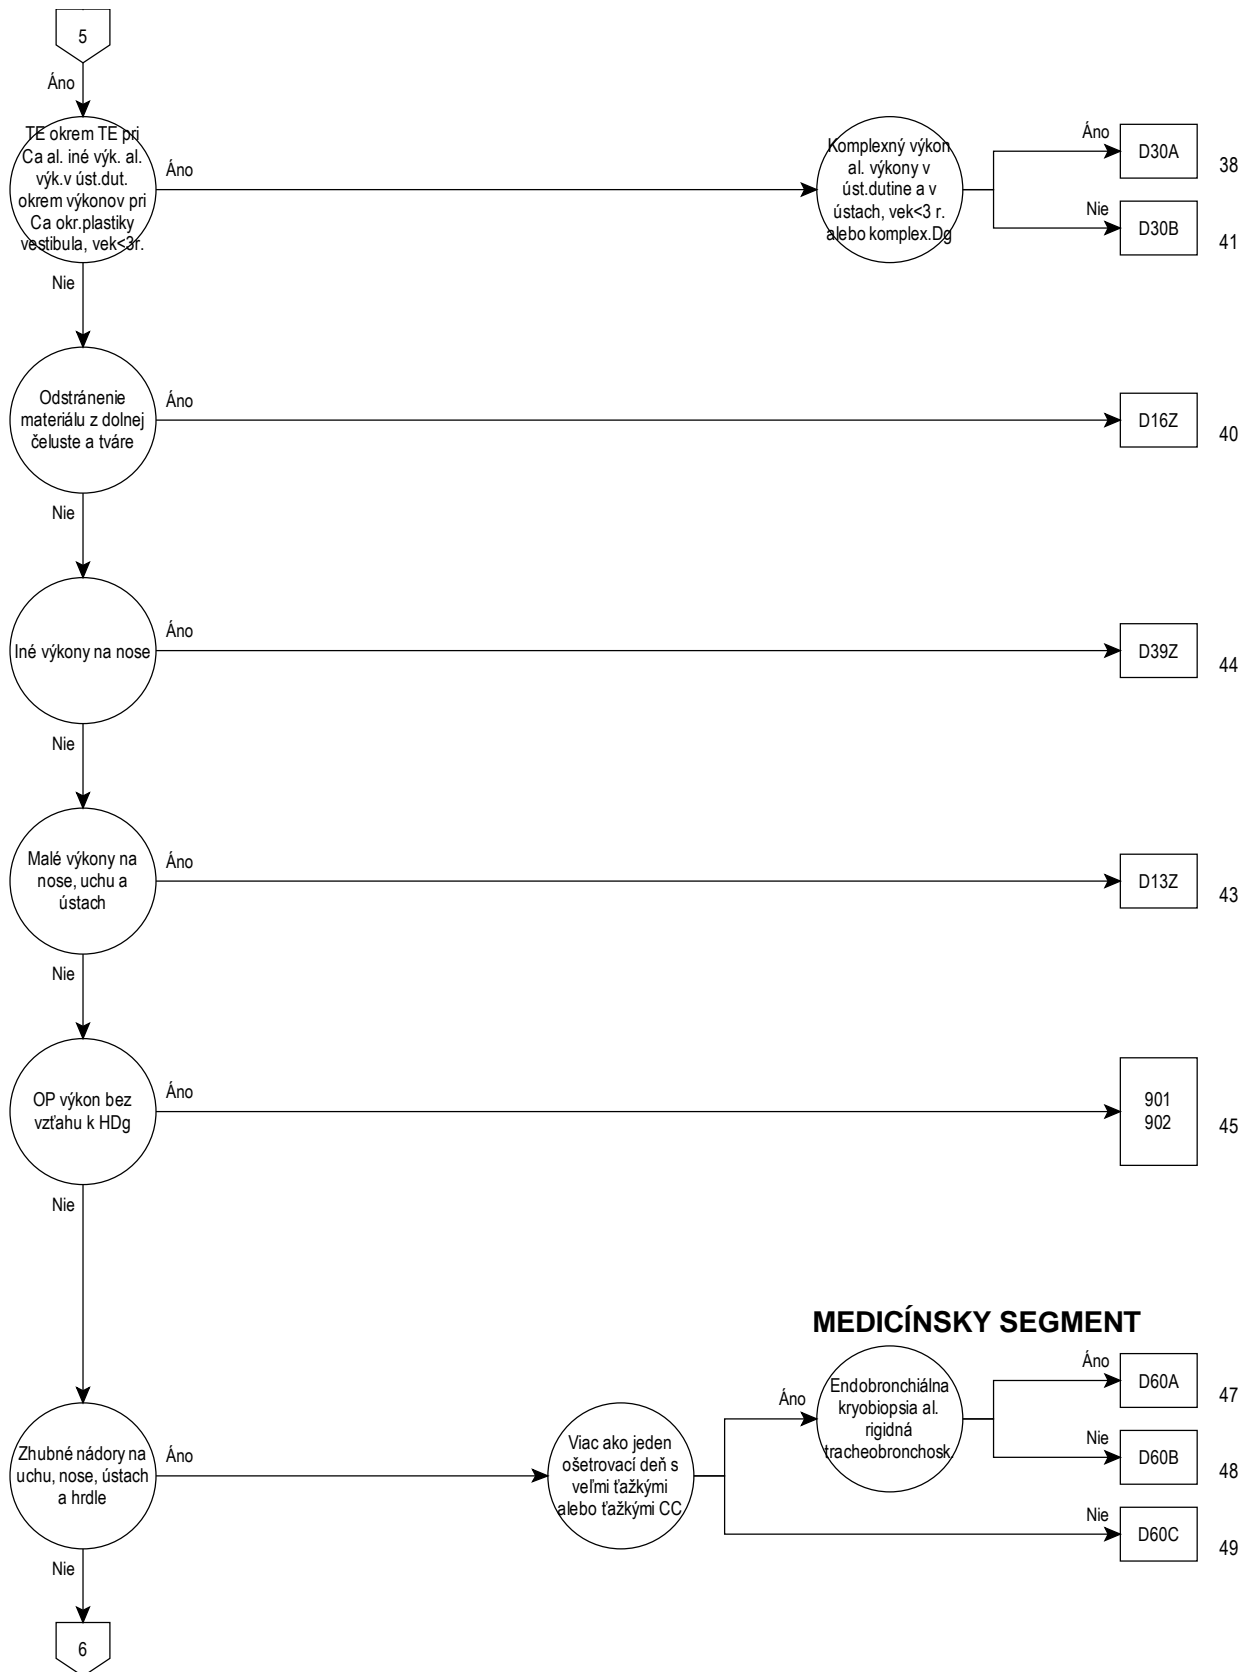 5
Áno
TE okrem TE pri
Ca al. iné výk. al.
výk.v úst.dut.
okrem výkonov pri
Ca okr.plastiky
vestibula, vek<3r.
Áno
Komplexný výkon
al. výkony v
úst.dutine a v
ústach, vek<3 r.
alebo komplex.Dg
Áno
D30A
38
Nie
D30B
41
Nie
Odstránenie
materiálu z dolnej
čeluste a tváre
Áno
D16Z
40
Nie
Iné výkony na nose
Áno
D39Z
44
Nie
Malé výkony na
nose, uchu a
ústach
Áno
D13Z
43
Nie
OP výkon bez
vzťahu k HDg
Áno
901
902
45
Nie
MEDICÍNSKY SEGMENT
Zhubné nádory na
uchu, nose, ústach
a hrdle
Áno
Viac ako jeden
ošetrovací deň s
veľmi ťažkými
alebo ťažkými CC
Áno
Endobronchiálna
kryobiopsia al.
rigidná
tracheobronchosk.
Áno
D60A
47
Nie
D60B
48
Nie
D60C
49
Nie
6